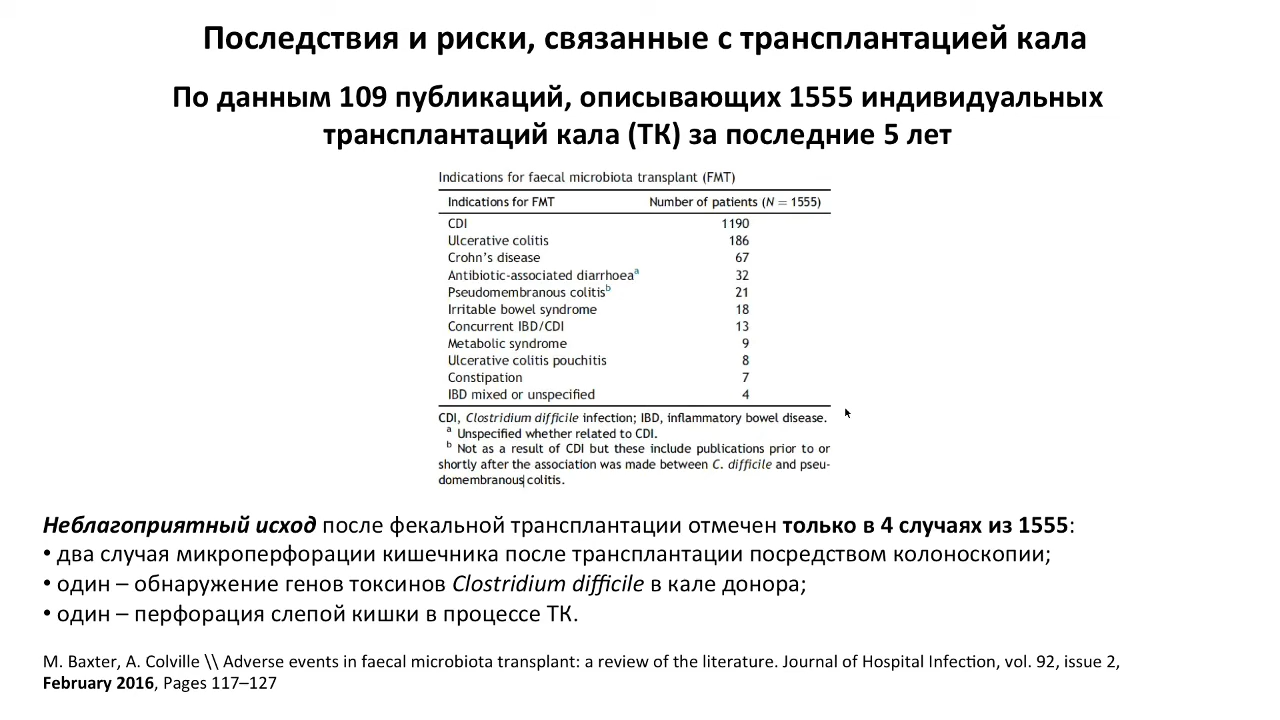 Последствия и риски, связанные с трансплантацией кала
По данным 109 публикаций, описывающих 1555 индивидуальных
трансплантаций кала (ТК) за последние 5 лет
Indications for faecal microbiota transplant (FMT)
Indications for FMT Number of patients (N = 1555)
CDI 1190
Ulcerative colitis 186
Crohn's disease 67
Antibiotic-associated diarrhoea^a 32
Pseudomembranous colitis^b 21
Irritable bowel syndrome 18
Concurrent IBD/CDI 13
Metabolic syndrome 9
Ulcerative colitis pouchitis 8
Constipation 7
IBD mixed or unspecified 4
CDI, Clostridium difficile infection; IBD, inflammatory bowel disease.
^a Unspecified whether related to CDI.
^b Not as a result of CDI but these include publications prior to or
shortly after the association was made between C. difficile and pseu-
domembranous colitis.
Неблагоприятный исход после фекальной трансплантации отмечен только в 4 случаях из 1555:
• два случая микроперфорации кишечника после трансплантации посредством колоноскопии;
• один – обнаружение генов токсинов Clostridium difficile в кале донора;
• один – перфорация слепой кишки в процессе ТК.
M. Baxter, A. Colville \\ Adverse events in faecal microbiota transplant: a review of the literature. Journal of Hospital Infection, vol. 92, issue 2,
February 2016, Pages 117–127